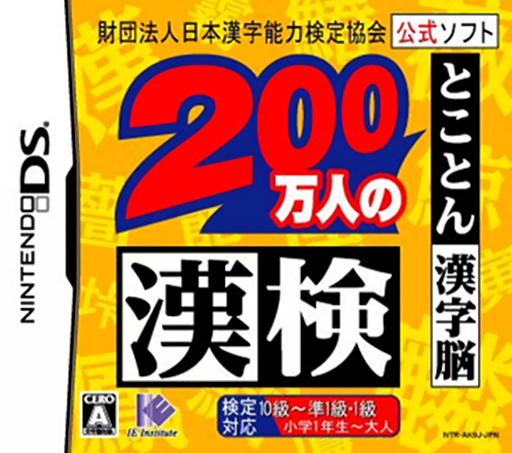 財団法人日本漢字能力検定協会 公式ソフト
200
万人の
漢検
とことん
漢字脳
NINTENDO DS
CERO
A
IE
IE Institute
検定 10級～準1級・1級
対応 小学1年生～大人
NTR-AK9J-JPN